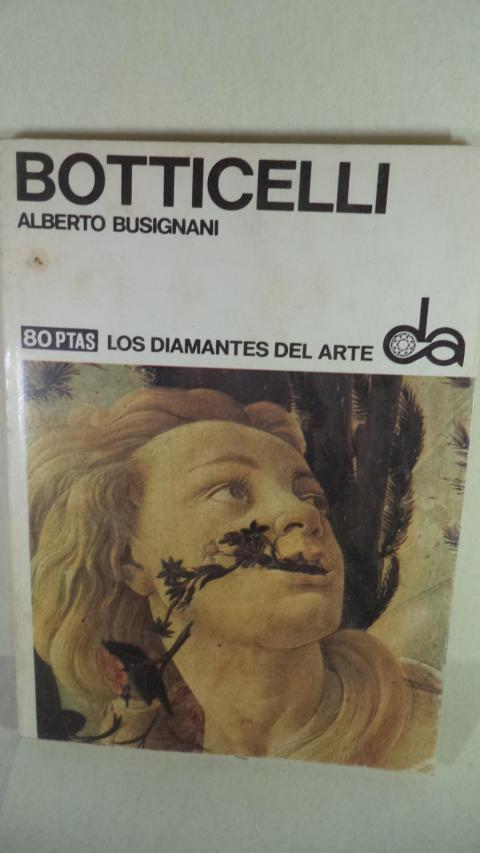 BOTTICELLI
ALBERTO BUSIGNANI
80 PTAS LOS DIAMANTES DEL ARTE da